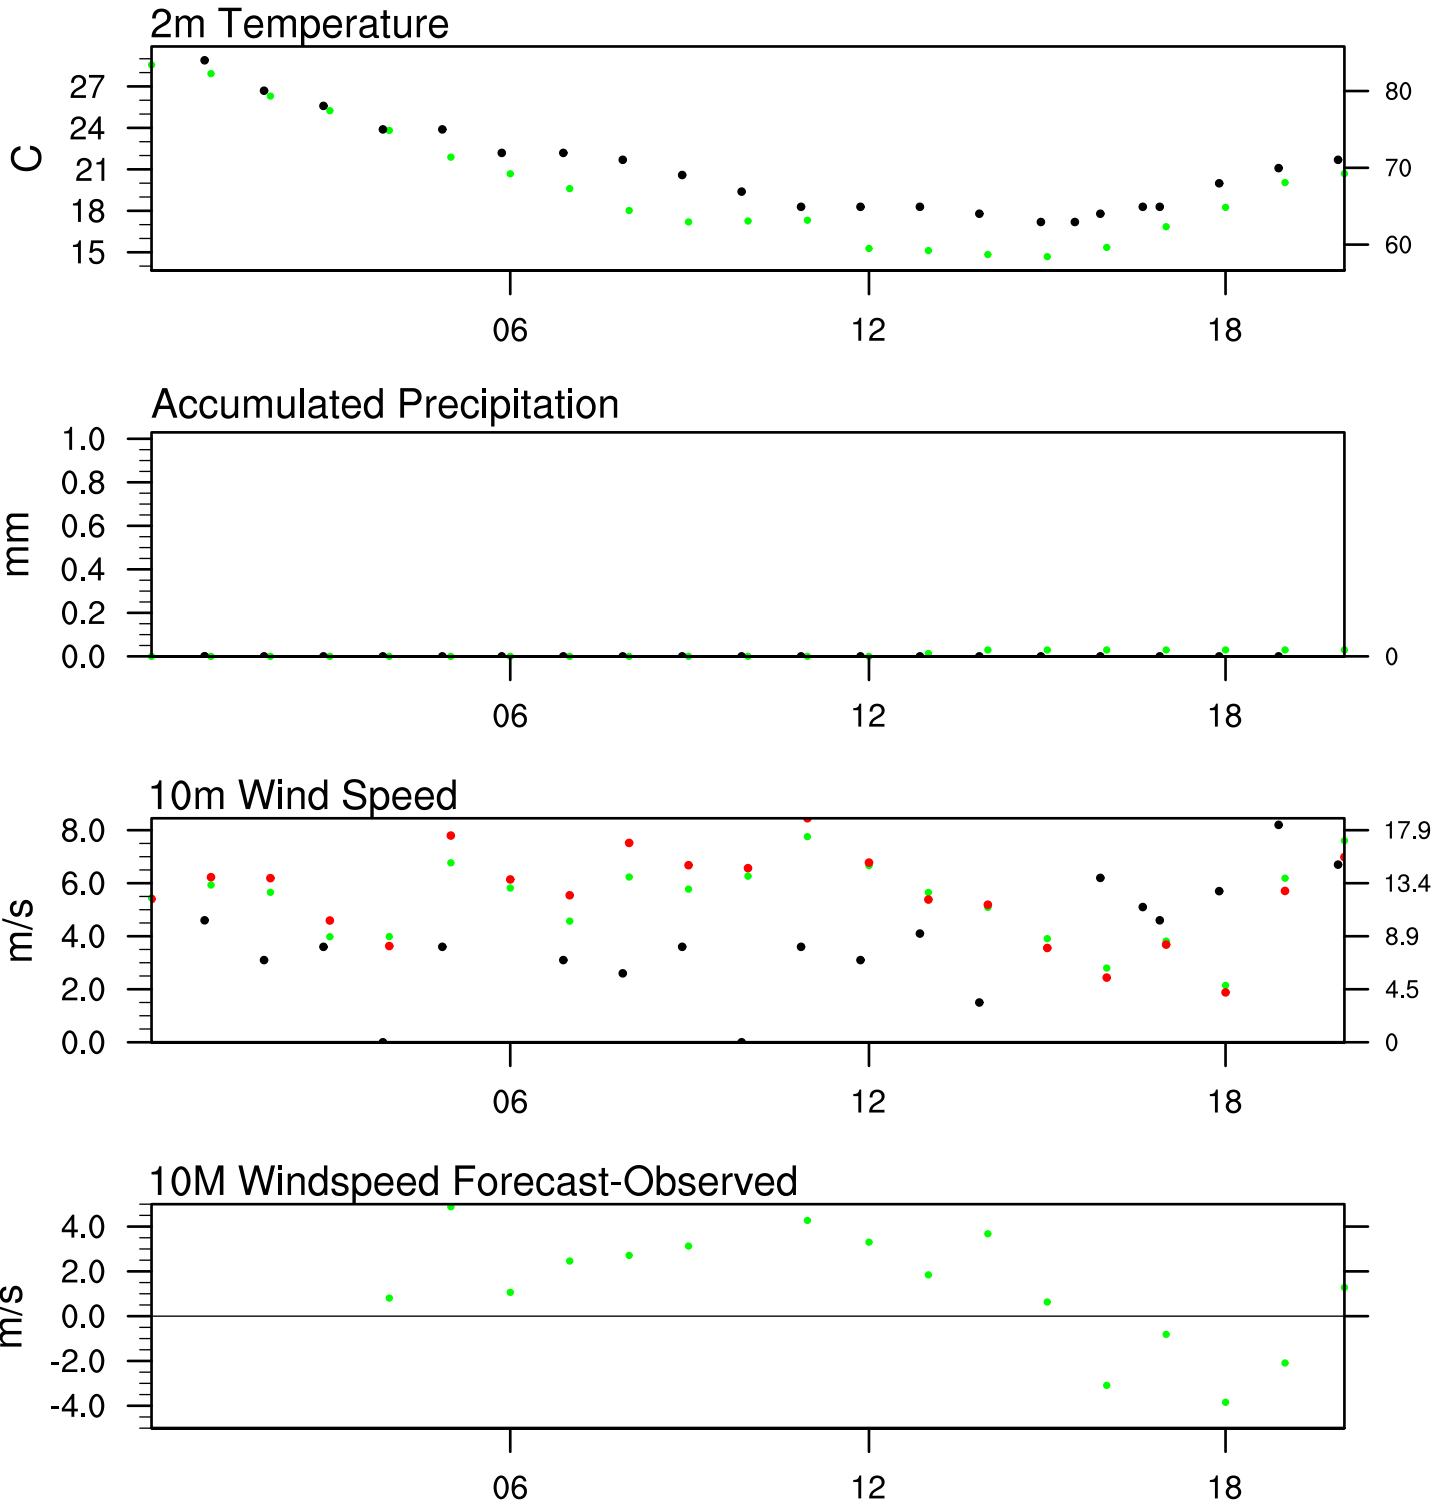 2m Temperature
C
27
24
21
18
15
80
70
60
06 12 18
Accumulated Precipitation
mm
1.0
0.8
0.6
0.4
0.2
0.0
0
06 12 18
10m Wind Speed
m/s
8.0
6.0
4.0
2.0
0.0
17.9
13.4
8.9
4.5
0
06 12 18
10M Windspeed Forecast-Observed
m/s
4.0
2.0
0.0
-2.0
-4.0
06 12 18